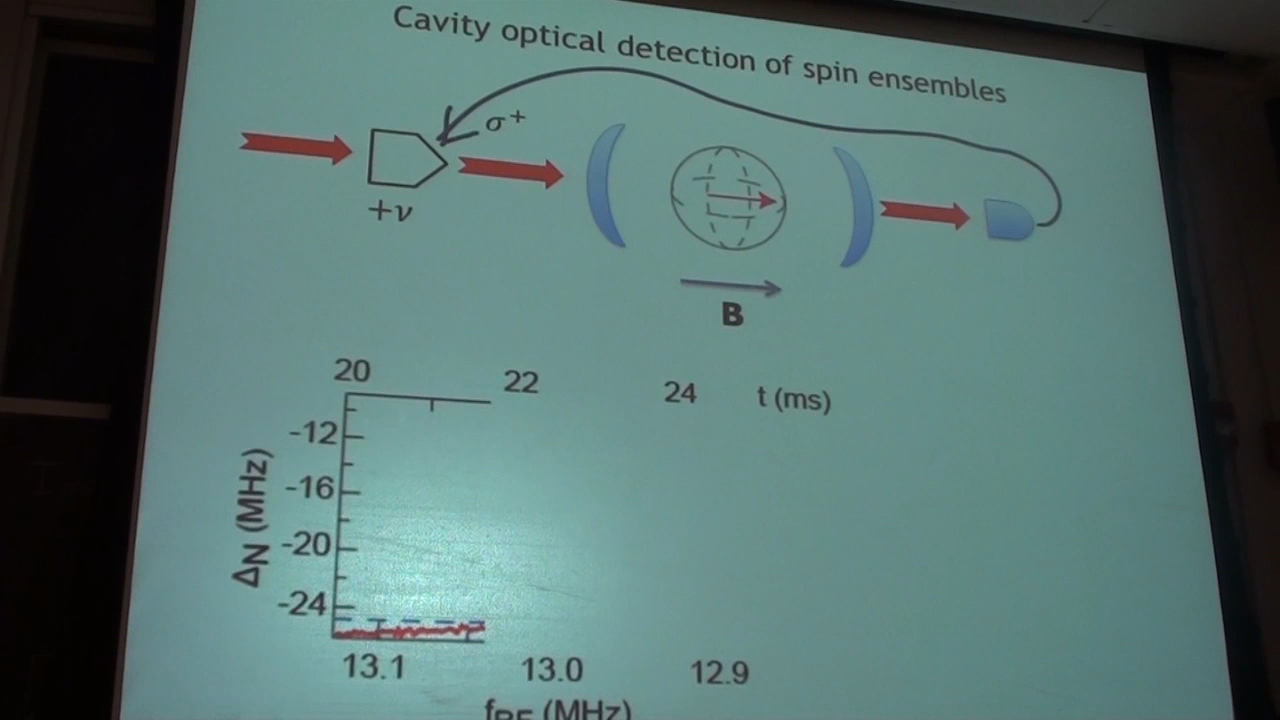 Cavity optical detection of spin ensembles
σ⁺
+ν
B
20 22 24 t (ms)
-12
-16
-20
-24
ΔN (MHz)
13.1 13.0 12.9
fRF (MHz)